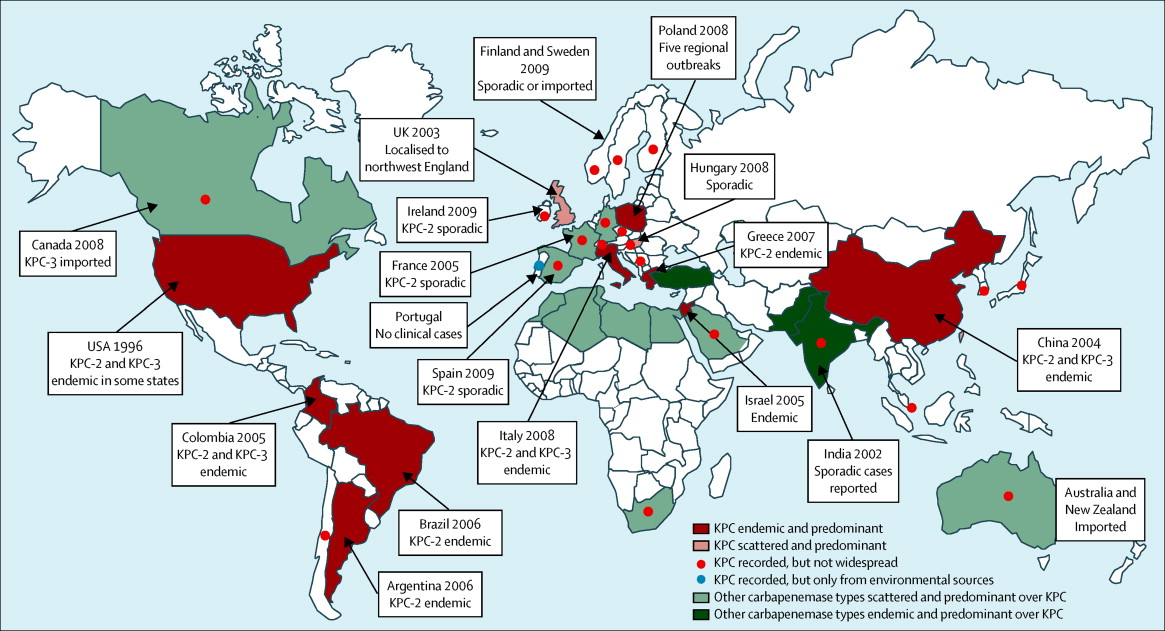 Poland 2008
Five regional
outbreaks
Finland and Sweden
2009
Sporadic or imported
UK 2003
Localised to
northwest England
Hungary 2008
Sporadic
Ireland 2009
KPC-2 sporadic
Canada 2008
KPC-3 imported
Greece 2007
KPC-2 endemic
France 2005
KPC-2 sporadic
Portugal
No clinical cases
USA 1996
KPC-2 and KPC-3
endemic in some states
China 2004
KPC-2 and KPC-3
endemic
Spain 2009
KPC-2 sporadic
Israel 2005
Endemic
Colombia 2005
KPC-2 and KPC-3
endemic
Italy 2008
KPC-2 and KPC-3
endemic
India 2002
Sporadic cases
reported
Australia and
New Zealand
Imported
Brazil 2006
KPC-2 endemic
Argentina 2006
KPC-2 endemic
KPC endemic and predominant
KPC scattered and predominant
KPC recorded, but not widespread
KPC recorded, but only from environmental sources
Other carbapenemase types scattered and predominant over KPC
Other carbapenemase types endemic and predominant over KPC